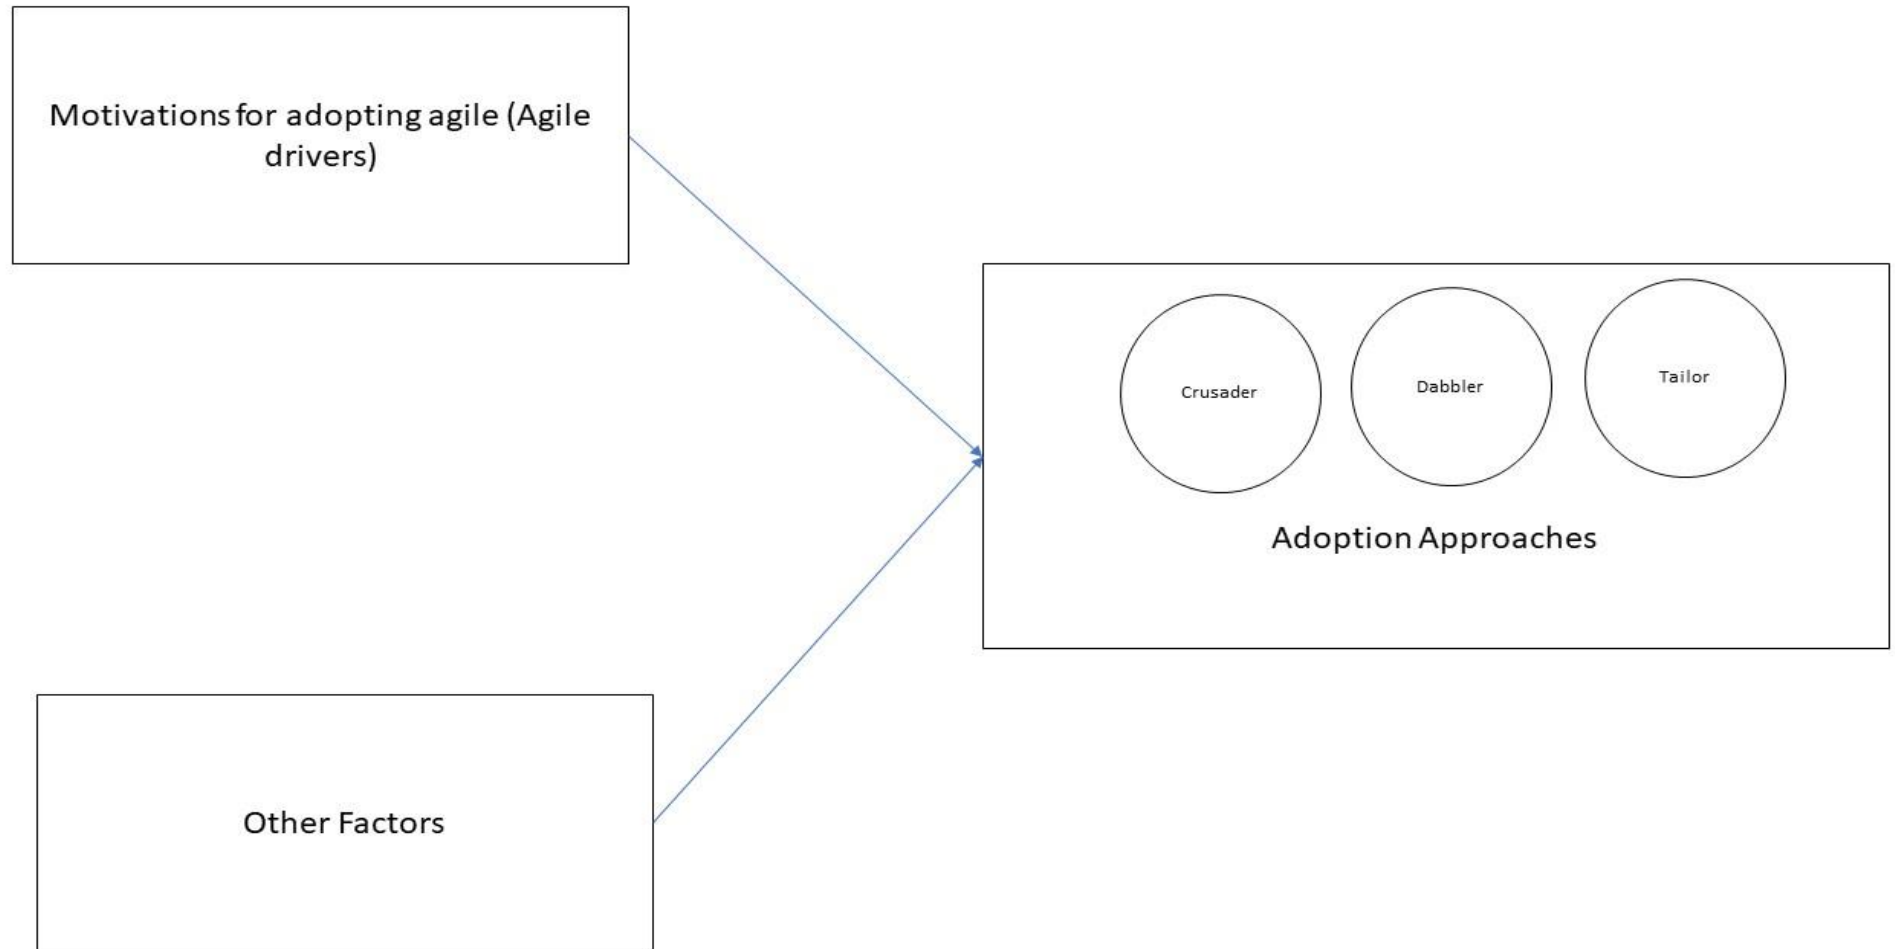 Motivations for adopting agile (Agile
drivers)
Crusader
Dabbler
Tailor
Adoption Approaches
Other Factors